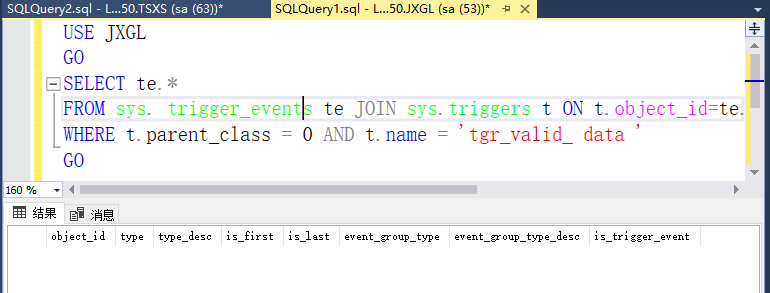 SQLQuery2.sql - L...50.TSXS (sa (63))*
SQLQuery1.sql - L...50.JXGL (sa (53))*
USE JXGL
GO
SELECT te.*
FROM sys. trigger_events te JOIN sys.triggers t ON t.object_id=te.
WHERE t.parent_class = 0 AND t.name = 'tgr_valid_ data '
GO
160 %
结果 消息
object_id type type_desc is_first is_last event_group_type event_group_type_desc is_trigger_event